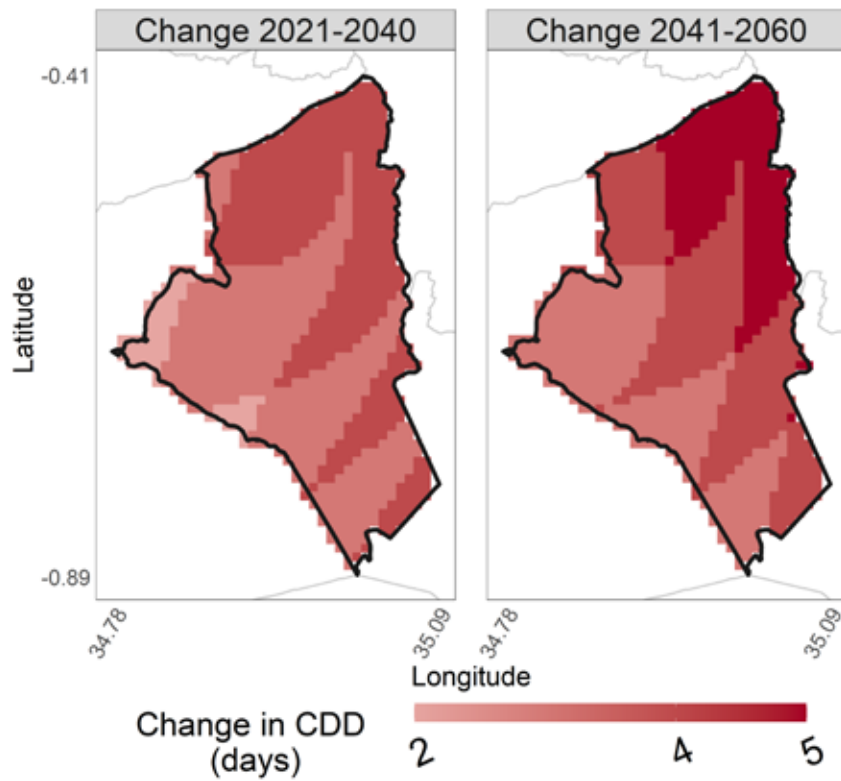 Change 2021-2040
Change 2041-2060
-0.41
Latitude
-0.89
34.78
35.09
34.78
35.09
Longitude
Change in CDD
(days)
2
4
5